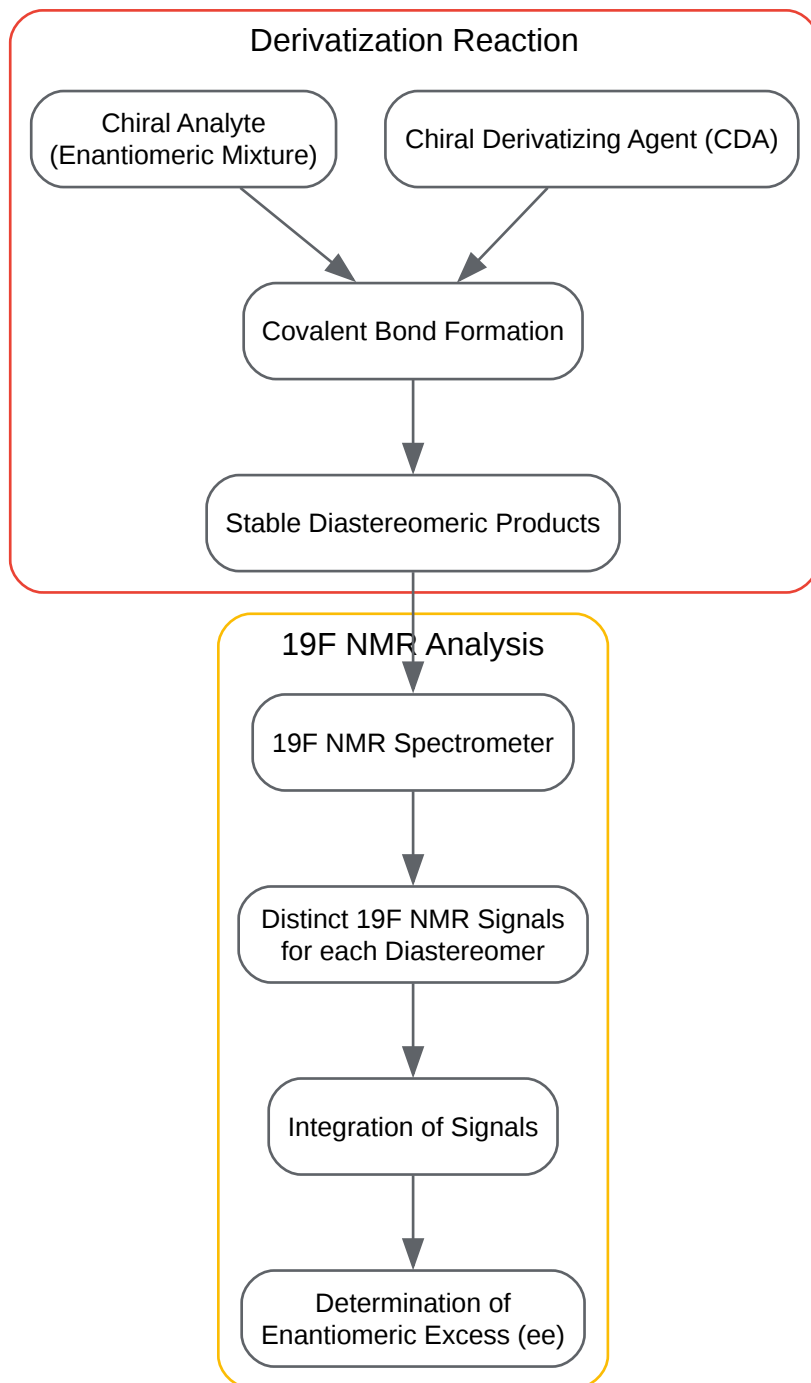 Derivatization Reaction
Chiral Analyte
(Enantiomeric Mixture)
Chiral Derivatizing Agent (CDA)
Covalent Bond Formation
Stable Diastereomeric Products
19F NMR Analysis
19F NMR Spectrometer
Distinct 19F NMR Signals
for each Diastereomer
Integration of Signals
Determination of
Enantiomeric Excess (ee)